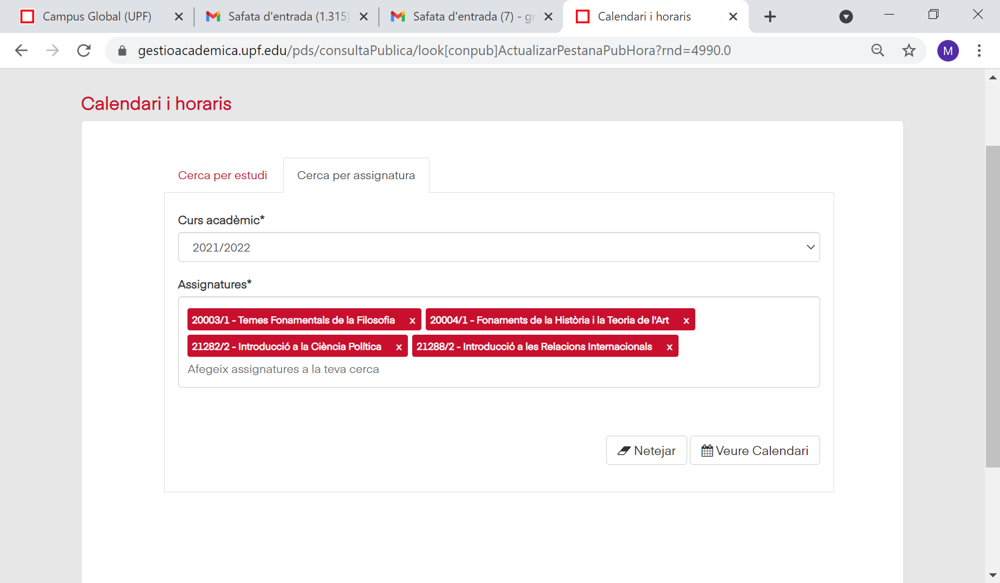 Campus Global (UPF)
Safata d'entrada (1.315)
Safata d'entrada (7) - gr
Calendari i horaris
gestioacademica.upf.edu/pds/consultaPublica/look[conpub]ActualizarPestanaPubHora?rnd=4990.0
M
Calendari i horaris
Cerca per estudi
Cerca per assignatura
Curs acadèmic*
2021/2022
Assignatures*
20003/1 - Temes Fonamentals de la Filosofia x
20004/1 - Fonaments de la Història i la Teoria de l'Art x
21282/2 - Introducció a la Ciència Política x
21288/2 - Introducció a les Relacions Internacionals x
Afegeix assignatures a la teva cerca
Netejar
Veure Calendari